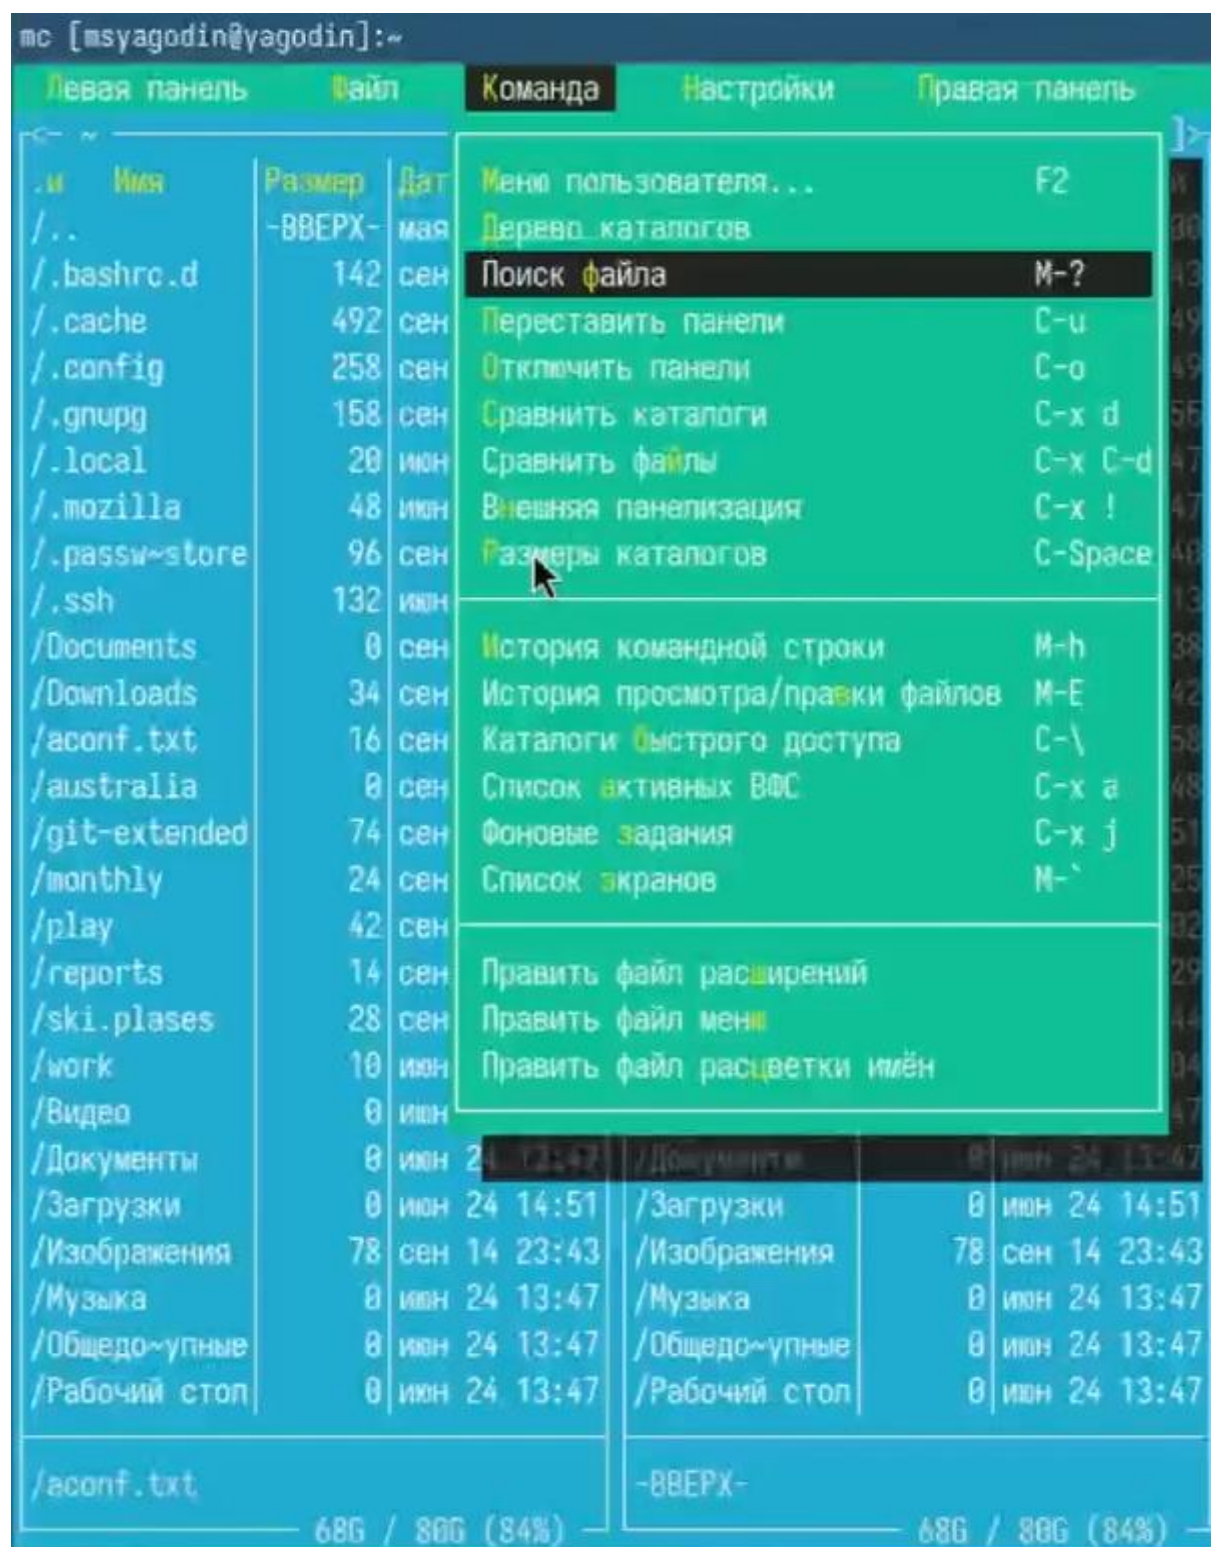 mc [msyagodin@yagodin]:~
Левая панель Файл Команда Настройки Правая панель
<- ~ ]>
.и Имя Размер Дат Меню пользователя... F2
/.. -ВВЕРХ- мая Дерево каталогов
/.bashrc.d 142 сен Поиск файла M-?
/.cache 492 сен Переставить панели C-u
/.config 258 сен Отключить панели C-o
/.gnupg 158 сен Сравнить каталоги C-x d
/.local 20 июн Сравнить файлы C-x C-d
/.mozilla 48 июн Внешняя панелизация C-x !
/.passw~store 96 сен Размеры каталогов C-Space
/.ssh 132 июн
/Documents 0 сен История командной строки M-h
/Downloads 34 сен История просмотра/правки файлов M-E
/aconf.txt 16 сен Каталоги быстрого доступа C-\
/australia 0 сен Список активных ВФС C-x a
/git-extended 74 сен Фоновые задания C-x j
/monthly 24 сен Список экранов M-`
/play 42 сен
/reports 14 сен Править файл расширений
/ski.plases 28 сен Править файл меню
/work 10 июн Править файл расцветки имён
/Видео 0 июн
/Документы 0 июн 24 13:47 /Документы 0 июн 24 13:47
/Загрузки 0 июн 24 14:51 /Загрузки 0 июн 24 14:51
/Изображения 78 сен 14 23:43 /Изображения 78 сен 14 23:43
/Музыка 0 июн 24 13:47 /Музыка 0 июн 24 13:47
/Общедо~упные 0 июн 24 13:47 /Общедо~упные 0 июн 24 13:47
/Рабочий стол 0 июн 24 13:47 /Рабочий стол 0 июн 24 13:47
/aconf.txt -ВВЕРХ-
68G / 80G (84%) 68G / 80G (84%)